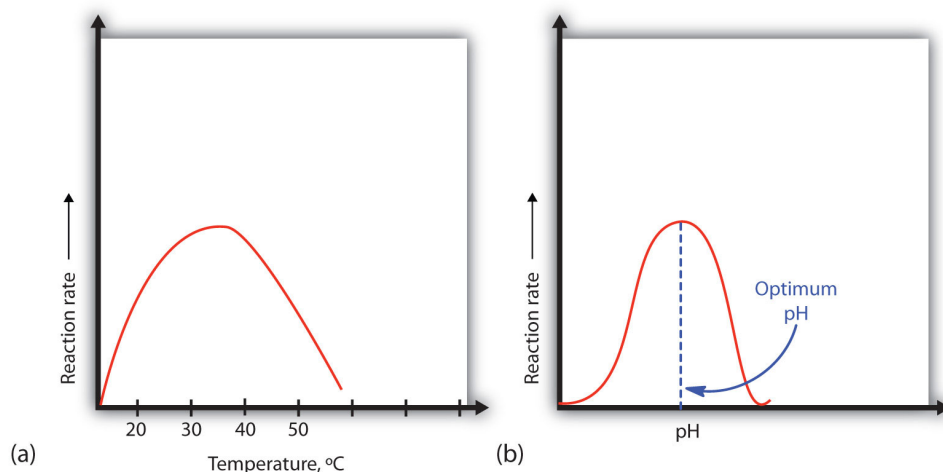 Reaction rate
20 30 40 50
Temperature, ºC
(a)
Reaction rate
Optimum
pH
pH
(b)